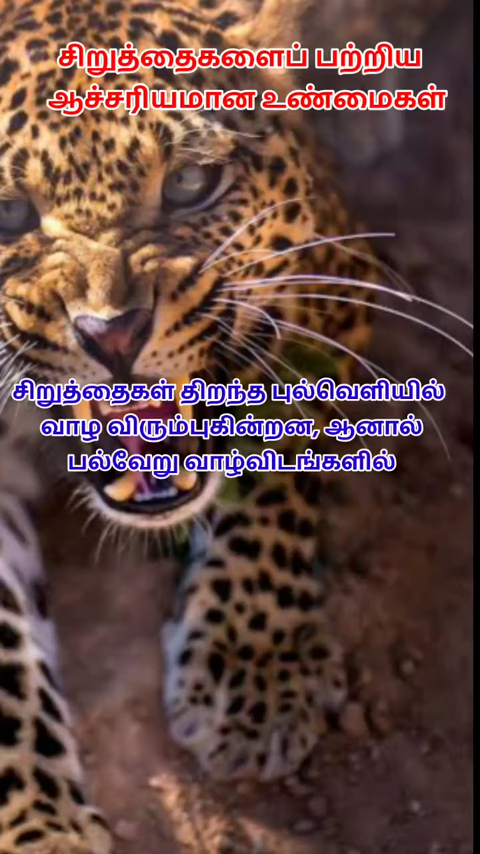 சிறுத்தைகளைப் பற்றிய
ஆச்சரியமான உண்மைகள்
சிறுத்தைகள் திறந்த புல்வெளியில்
வாழ விரும்புகின்றன, ஆனால்
பல்வேறு வாழ்விடங்களில்